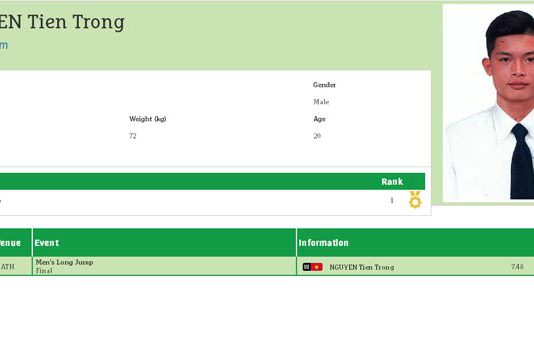 EN Tien Trong
m
Gender
Male
Weight (kg)
Age
72
20
Rank
1
enue
Event
Information
ATH
Men's Long Jump
Final
NGUYEN Tien Trong
7.48